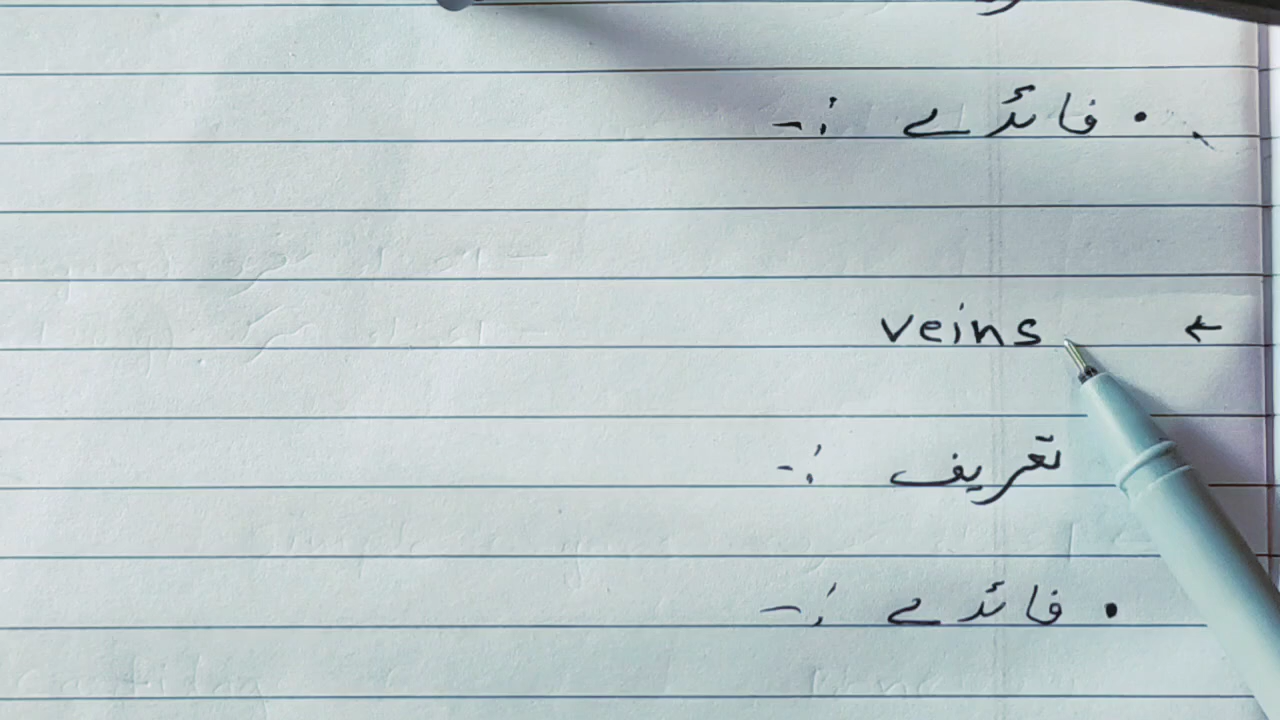 • فائدے :-
← veins
تعریف :-
• فائدے :-